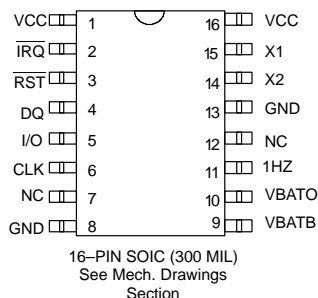 VCC 1 16 VCC
IRQ 2 15 X1
RST 3 14 X2
DQ 4 13 GND
I/O 5 12 NC
CLK 6 11 1HZ
NC 7 10 VBATO
GND 8 9 VBATB
16–PIN SOIC (300 MIL)
See Mech. Drawings
Section